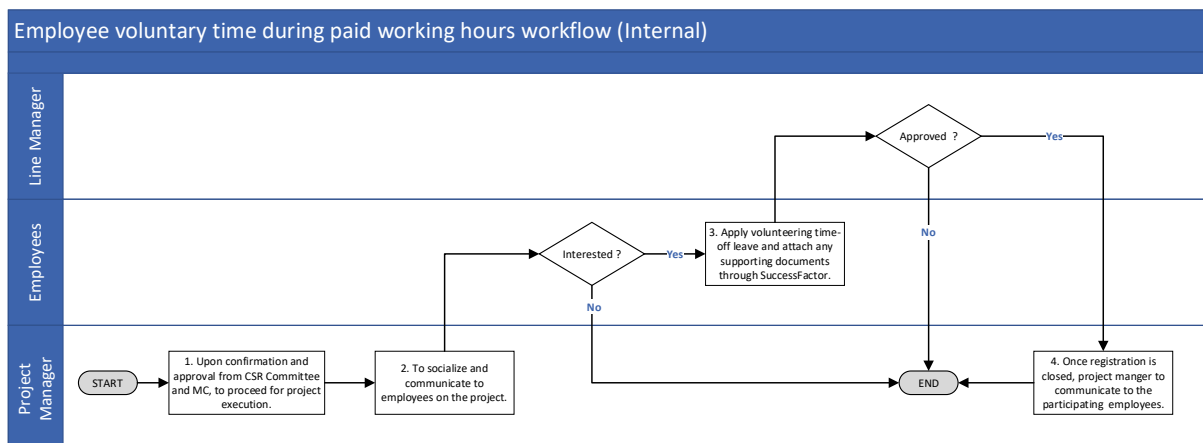 Employee voluntary time during paid working hours workflow (Internal)
Line Manager
Approved ?
Yes
No
Employees
Interested ?
Yes
No
3. Apply volunteering time-
off leave and attach any
supporting documents
through SuccessFactor.
Project
Manager
START
1. Upon confirmation and
approval from CSR Committee
and MC, to proceed for project
execution.
2. To socialize and
communicate to
employees on the project.
END
4. Once registration is
closed, project manger to
communicate to the
participating employees.